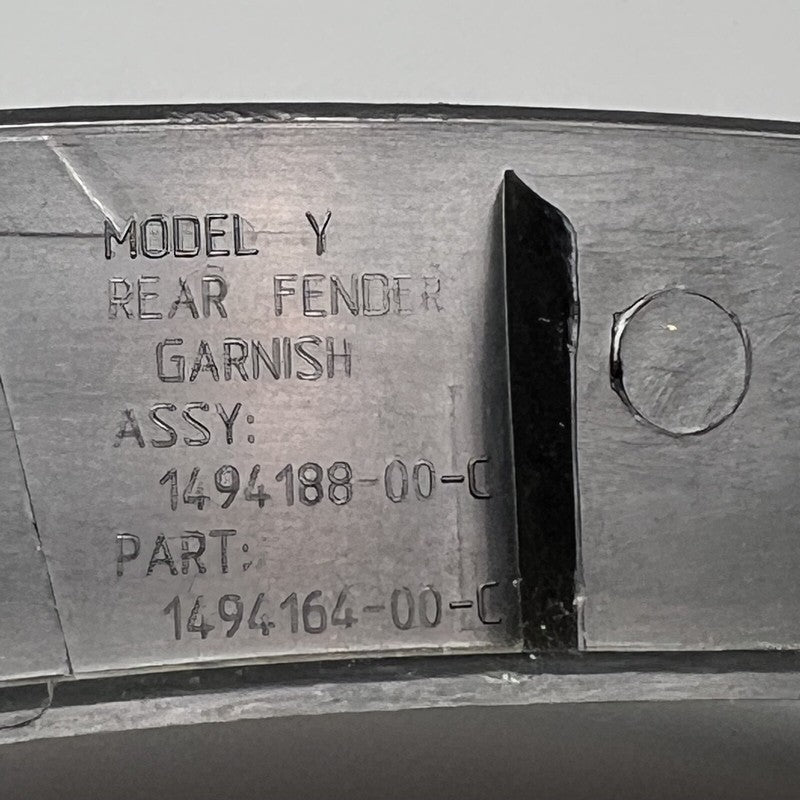 MODEL Y
REAR FENDER
GARNISH
ASSY:
1494188-00-C
PART:
1494164-00-C